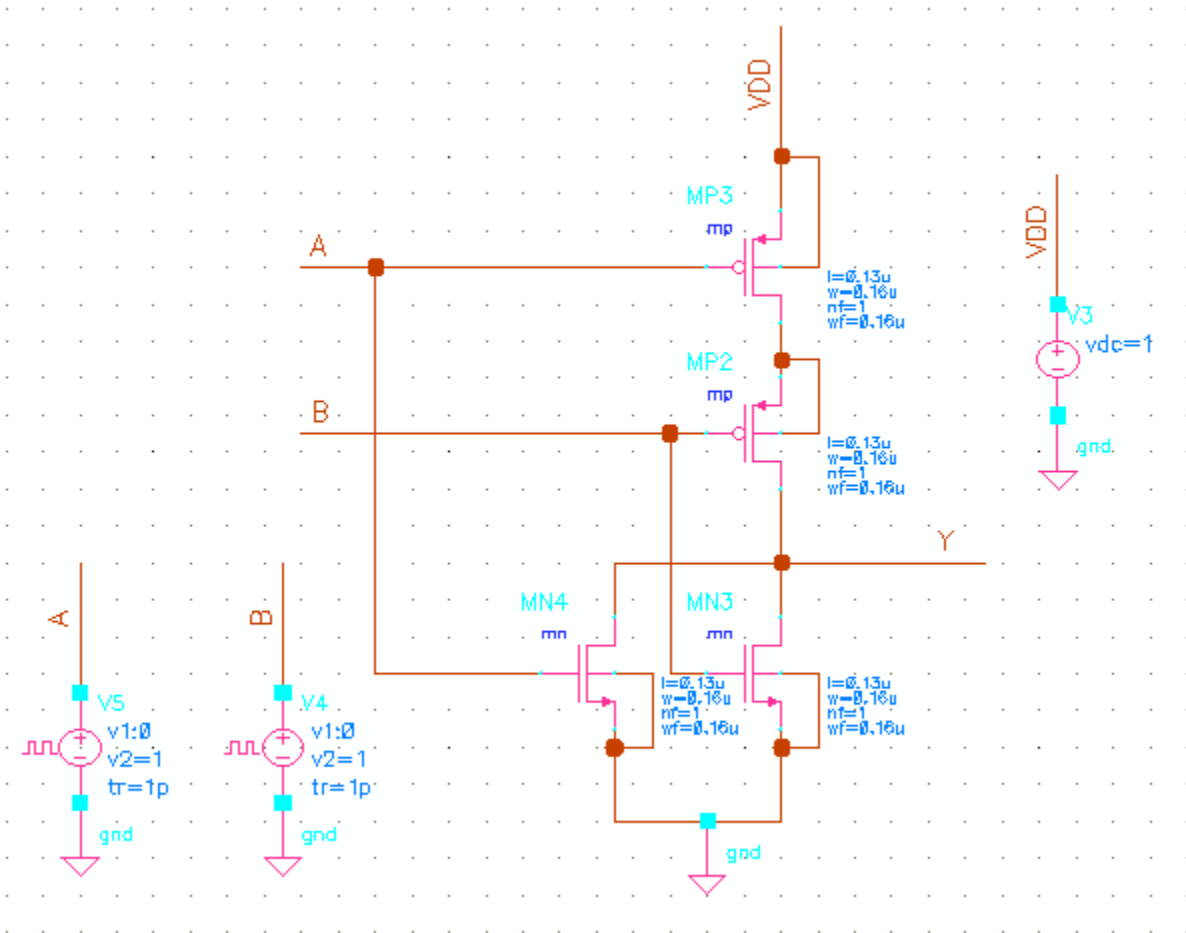 VDD
MP3
mp
A
l=0.13u
w=0.16u
nf=1
wf=0.16u
VDD
V3
vdc=1
gnd
MP2
mp
B
l=0.13u
w=0.16u
nf=1
wf=0.16u
Y
MN4
mn
l=0.13u
w=0.16u
nf=1
wf=0.16u
MN3
mn
l=0.13u
w=0.16u
nf=1
wf=0.16u
A
V5
v1:0
v2=1
tr=1p
gnd
B
V4
v1:0
v2=1
tr=1p
gnd
gnd